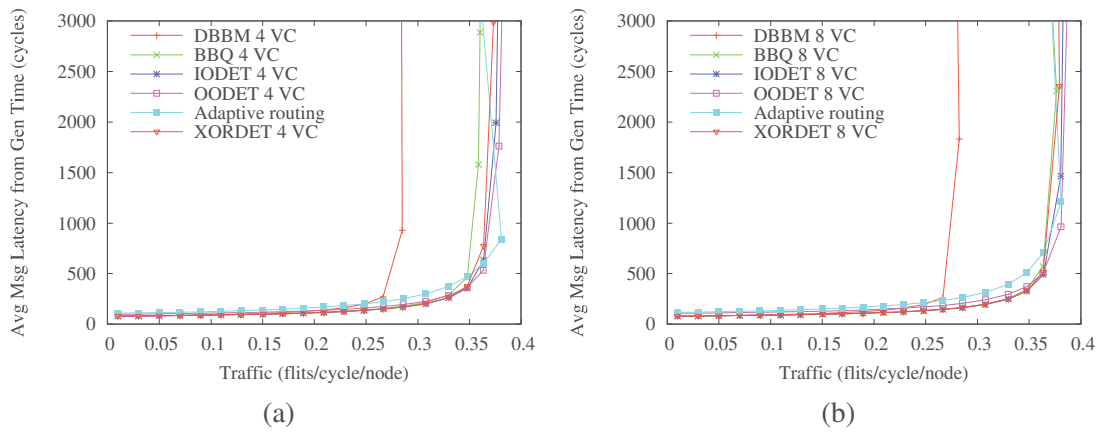 Avg Msg Latency from Gen Time (cycles)
3000
2500
2000
1500
1000
500
0
DBBM 4 VC
BBQ 4 VC
IODET 4 VC
OODET 4 VC
Adaptive routing
XORDET 4 VC
0 0.05 0.1 0.15 0.2 0.25 0.3 0.35 0.4
Traffic (flits/cycle/node)
(a)
Avg Msg Latency from Gen Time (cycles)
3000
2500
2000
1500
1000
500
0
DBBM 8 VC
BBQ 8 VC
IODET 8 VC
OODET 8 VC
Adaptive routing
XORDET 8 VC
0 0.05 0.1 0.15 0.2 0.25 0.3 0.35 0.4
Traffic (flits/cycle/node)
(b)